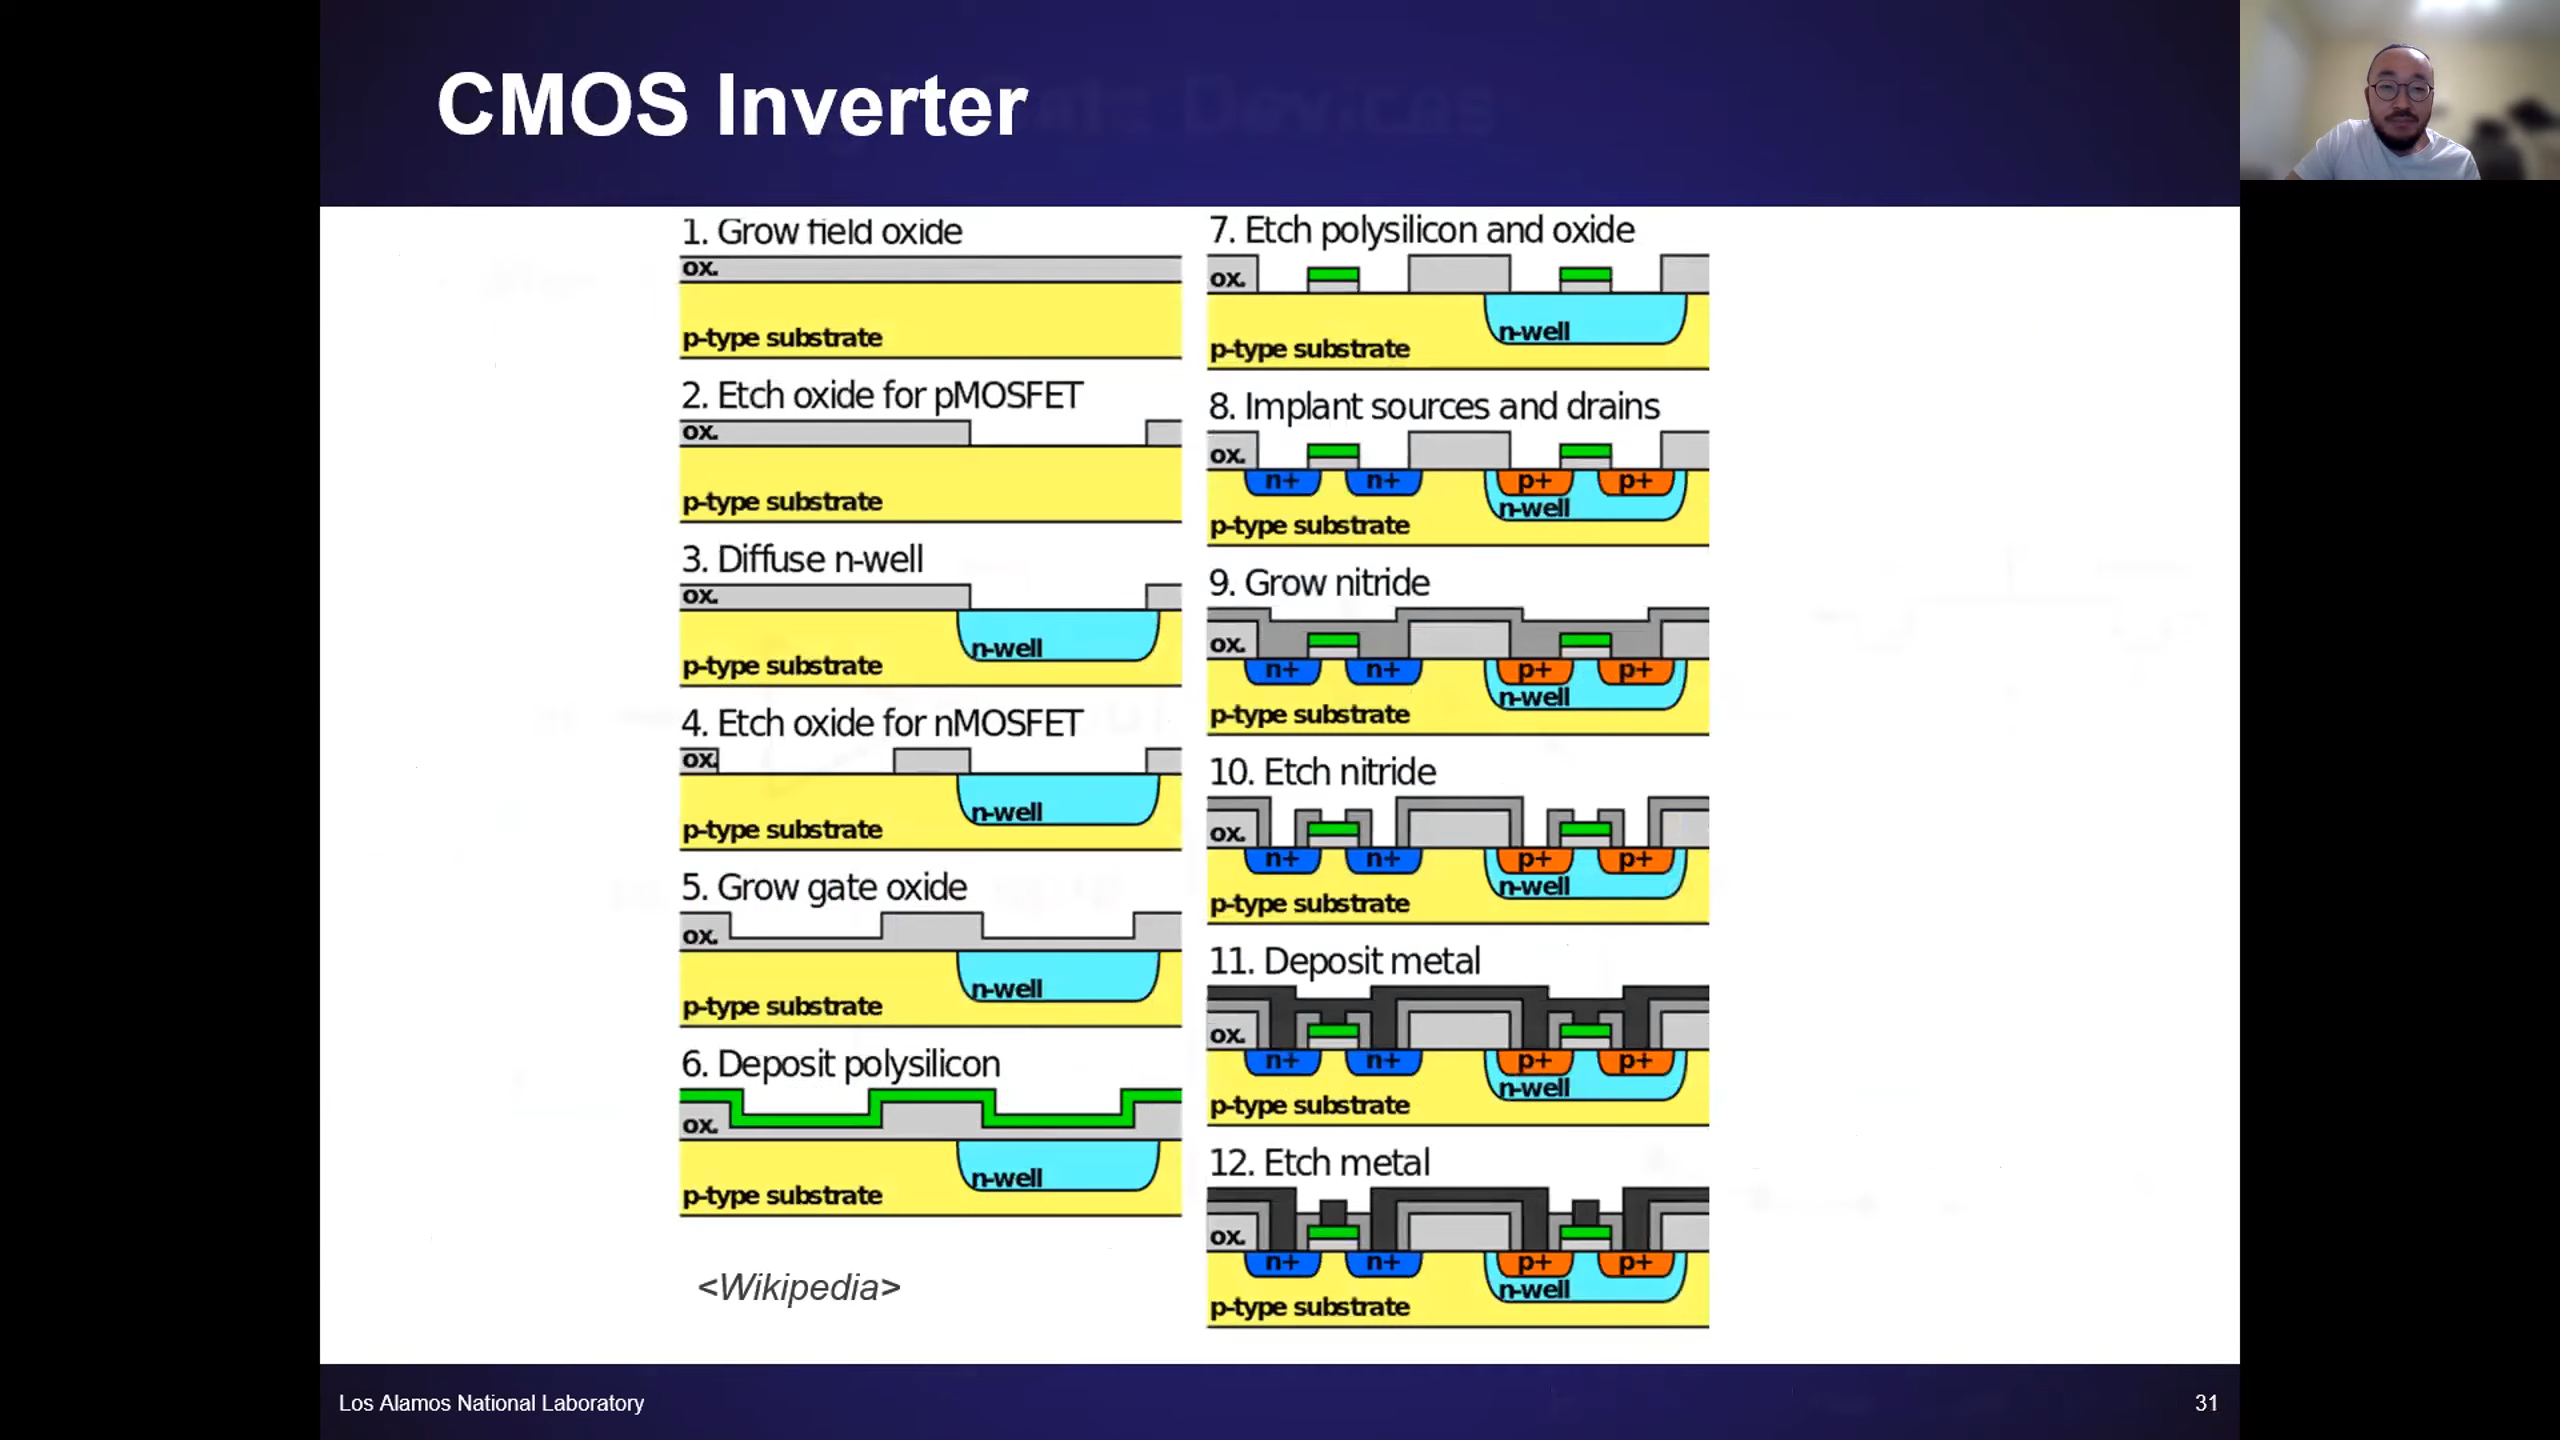 CMOS Inverter
1. Grow field oxide
ox.
p-type substrate
2. Etch oxide for pMOSFET
ox.
p-type substrate
3. Diffuse n-well
ox.
n-well
p-type substrate
4. Etch oxide for nMOSFET
ox.
n-well
p-type substrate
5. Grow gate oxide
ox.
n-well
p-type substrate
6. Deposit polysilicon
ox.
n-well
p-type substrate
<Wikipedia>
7. Etch polysilicon and oxide
ox.
n-well
p-type substrate
8. Implant sources and drains
ox.
n+ n+ p+ p+
n-well
p-type substrate
9. Grow nitride
ox.
n+ n+ p+ p+
n-well
p-type substrate
10. Etch nitride
ox.
n+ n+ p+ p+
n-well
p-type substrate
11. Deposit metal
ox.
n+ n+ p+ p+
n-well
p-type substrate
12. Etch metal
ox.
n+ n+ p+ p+
n-well
p-type substrate
Los Alamos National Laboratory
31